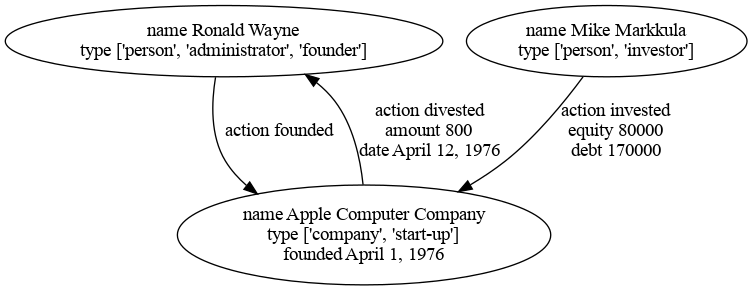 name Ronald Wayne
type ['person', 'administrator', 'founder']
name Mike Markkula
type ['person', 'investor']
action founded
action divested
amount 800
date April 12, 1976
action invested
equity 80000
debt 170000
name Apple Computer Company
type ['company', 'start-up']
founded April 1, 1976